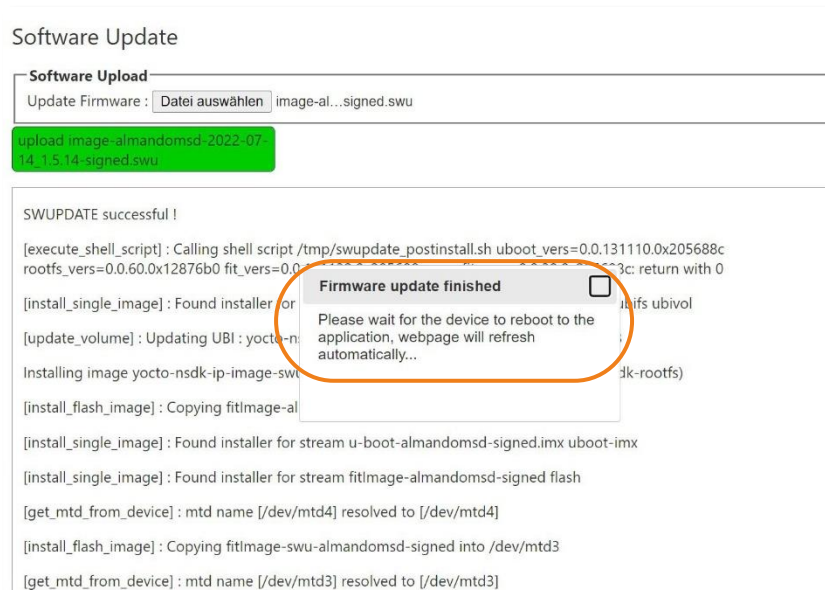 Software Update
Software Upload
Update Firmware : Datei auswählen image-al...signed.swu
upload image-almandomsd-2022-07-
14_1.5.14-signed.swu
SWUPDATE successful !
[execute_shell_script] : Calling shell script /tmp/swupdate_postinstall.sh uboot_vers=0.0.131110.0x205688c
rootfs_vers=0.0.60.0x12876b0 fit_vers=0.0 3c: return with 0
Firmware update finished
Please wait for the device to reboot to the
application, webpage will refresh
automatically...
[install_single_image] : Found installer for ubifs ubivol
[update_volume] : Updating UBI : yocto-n
Installing image yocto-nsdk-ip-image-swu dk-rootfs)
[install_flash_image] : Copying fitImage-al
[install_single_image] : Found installer for stream u-boot-almandomsd-signed.imx uboot-imx
[install_single_image] : Found installer for stream fitImage-almandomsd-signed flash
[get_mtd_from_device] : mtd name [/dev/mtd4] resolved to [/dev/mtd4]
[install_flash_image] : Copying fitImage-swu-almandomsd-signed into /dev/mtd3
[get_mtd_from_device] : mtd name [/dev/mtd3] resolved to [/dev/mtd3]